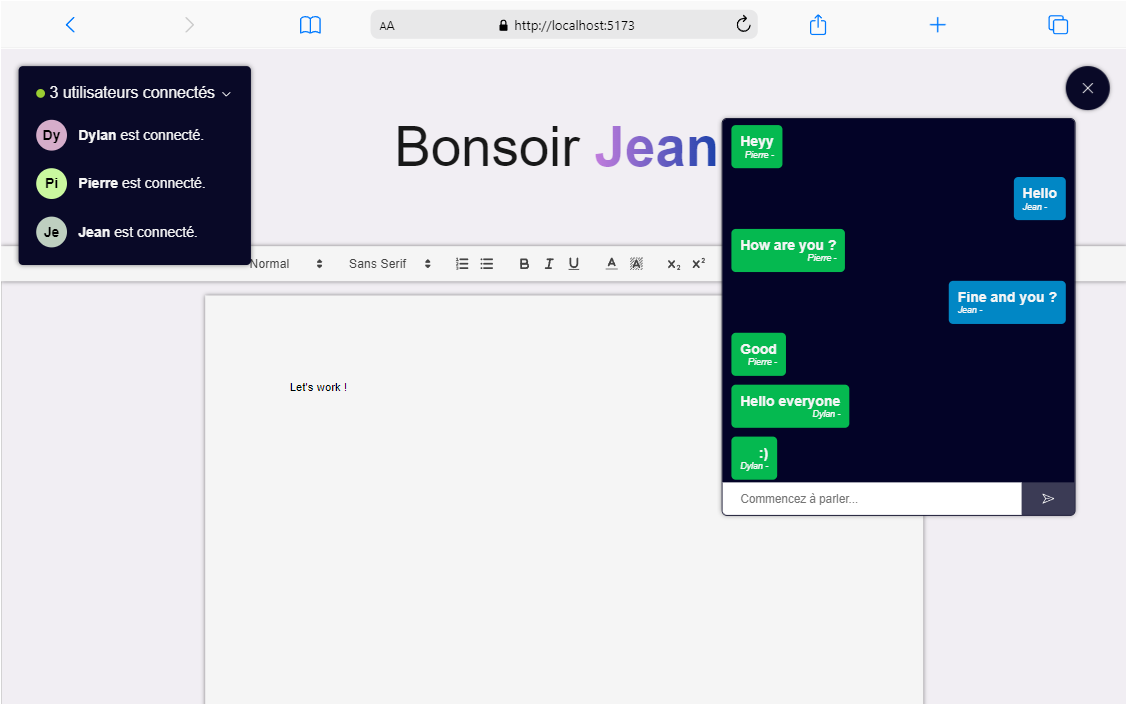 AA
http://localhost:5173
3 utilisateurs connectés
Dy
Dylan est connecté.
Pi
Pierre est connecté.
Je
Jean est connecté.
Bonsoir Jean
Normal
Sans Serif
B I U A A X₂ X²
Let's work !
Heyy
Pierre -
Hello
Jean -
How are you ?
Pierre -
Fine and you ?
Jean -
Good
Pierre -
Hello everyone
Dylan -
:)
Dylan -
Commencez à parler...